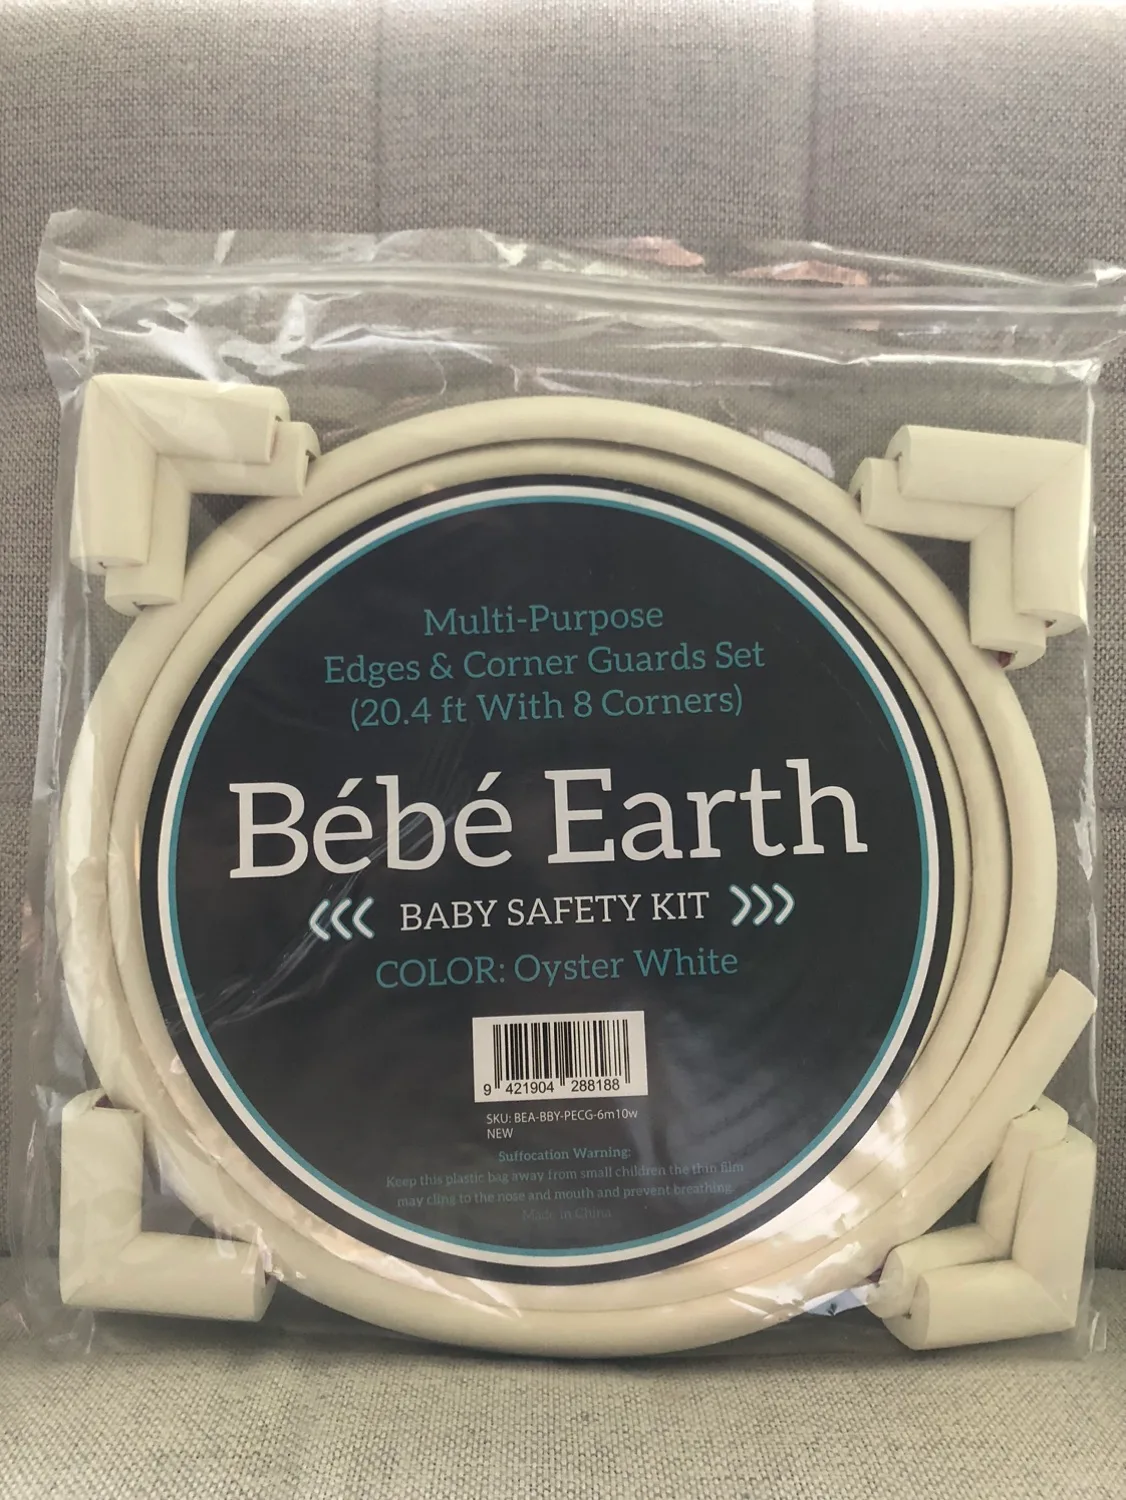 Multi-Purpose
Edges & Corner Guards Set
(20.4 ft With 8 Corners)
Bébé Earth
BABY SAFETY KIT
COLOR: Oyster White
9 421904 288188
SKU: BEA-BBY-PECG-6m10w
NEW
Suffocation Warning:
Keep this plastic bag away from small children the thin film
may cling to the nose and mouth and prevent breathing.
Made in China